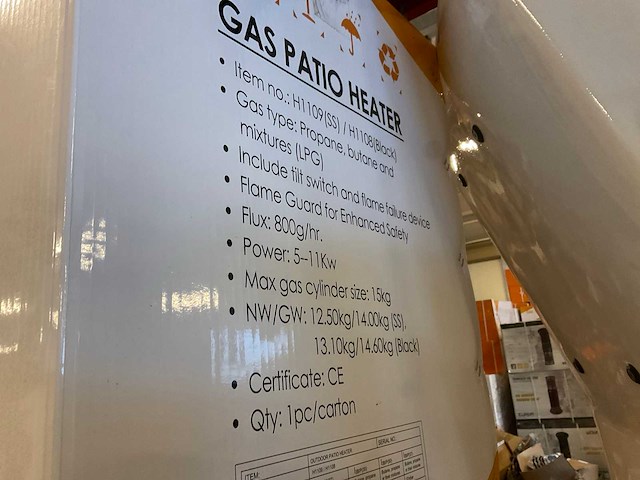 GAS PATIO HEATER
• Item no.: H1109(SS) / H1108(Black)
• Gas type: Propane, butane and
mixtures (LPG)
• Include tilt switch and flame failure device
• Flame Guard for Enhanced Safety
• Flux: 800g/hr.
• Power: 5--11Kw
• Max gas cylinder size: 15kg
• NW/GW: 12.50kg/14.00kg (SS),
13.10kg/14.60kg (Black)
• Certificate: CE
• Qty: 1pc/carton
OUTDOOR PATIO HEATER SERIAL NO.:
ITEM: